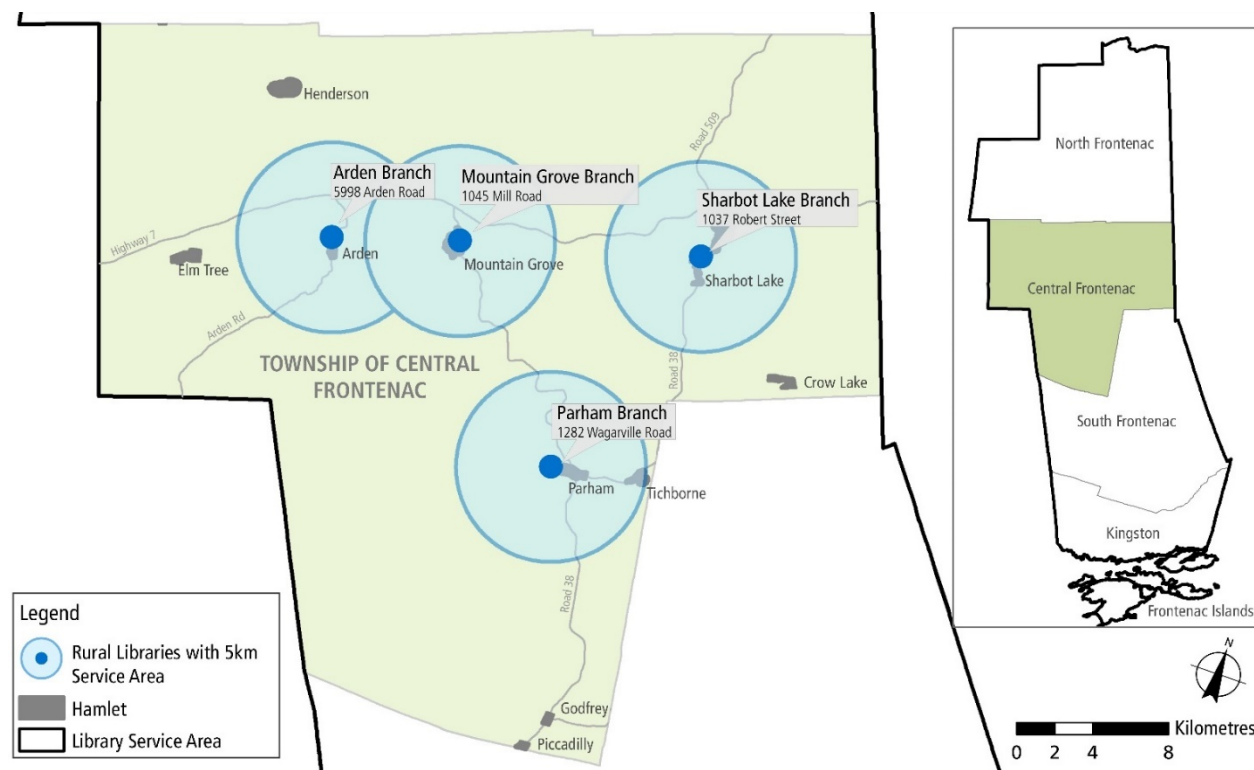 Henderson
Road 509
Arden Branch
5998 Arden Road
Mountain Grove Branch
1045 Mill Road
Sharbot Lake Branch
1037 Robert Street
Highway 7
Elm Tree
Arden
Mountain Grove
Sharbot Lake
Arden Rd
TOWNSHIP OF CENTRAL
FRONTENAC
Road 38
Crow Lake
Parham Branch
1282 Wagarville Road
Parham
Tichborne
Road 38
Godfrey
Piccadilly
Legend
Rural Libraries with 5km
Service Area
Hamlet
Library Service Area
North Frontenac
Central Frontenac
South Frontenac
Kingston
Frontenac Islands
N
Kilometres
0 2 4 8